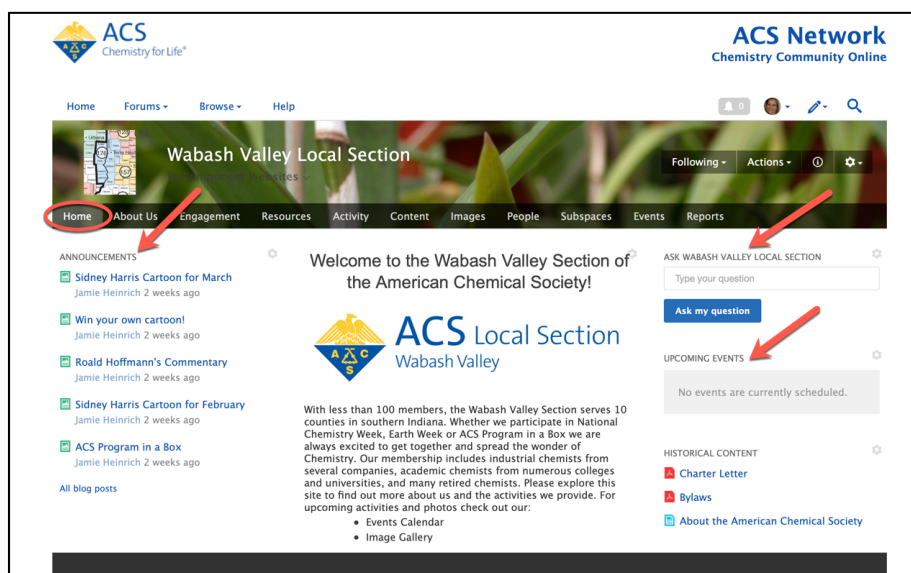 ACS
Chemistry for Life®
ACS Network
Chemistry Community Online
Home Forums Browse Help
0
Wabash Valley Local Section
Websites
Following Actions
Home About Us Engagement Resources Activity Content Images People Subspaces Events Reports
ANNOUNCEMENTS
Sidney Harris Cartoon for March
Jamie Heinrich 2 weeks ago
Win your own cartoon!
Jamie Heinrich 2 weeks ago
Roald Hoffmann's Commentary
Jamie Heinrich 2 weeks ago
Sidney Harris Cartoon for February
Jamie Heinrich 2 weeks ago
ACS Program in a Box
Jamie Heinrich 2 weeks ago
All blog posts
Welcome to the Wabash Valley Section of
the American Chemical Society!
A C S
ACS Local Section
Wabash Valley
With less than 100 members, the Wabash Valley Section serves 10
counties in southern Indiana. Whether we participate in National
Chemistry Week, Earth Week or ACS Program in a Box we are
always excited to get together and spread the wonder of
Chemistry. Our membership includes industrial chemists from
several companies, academic chemists from numerous colleges
and universities, and many retired chemists. Please explore this
site to find out more about us and the activities we provide. For
upcoming activities and photos check out our:
• Events Calendar
• Image Gallery
ASK WABASH VALLEY LOCAL SECTION
Type your question
Ask my question
UPCOMING EVENTS
No events are currently scheduled.
HISTORICAL CONTENT
Charter Letter
Bylaws
About the American Chemical Society